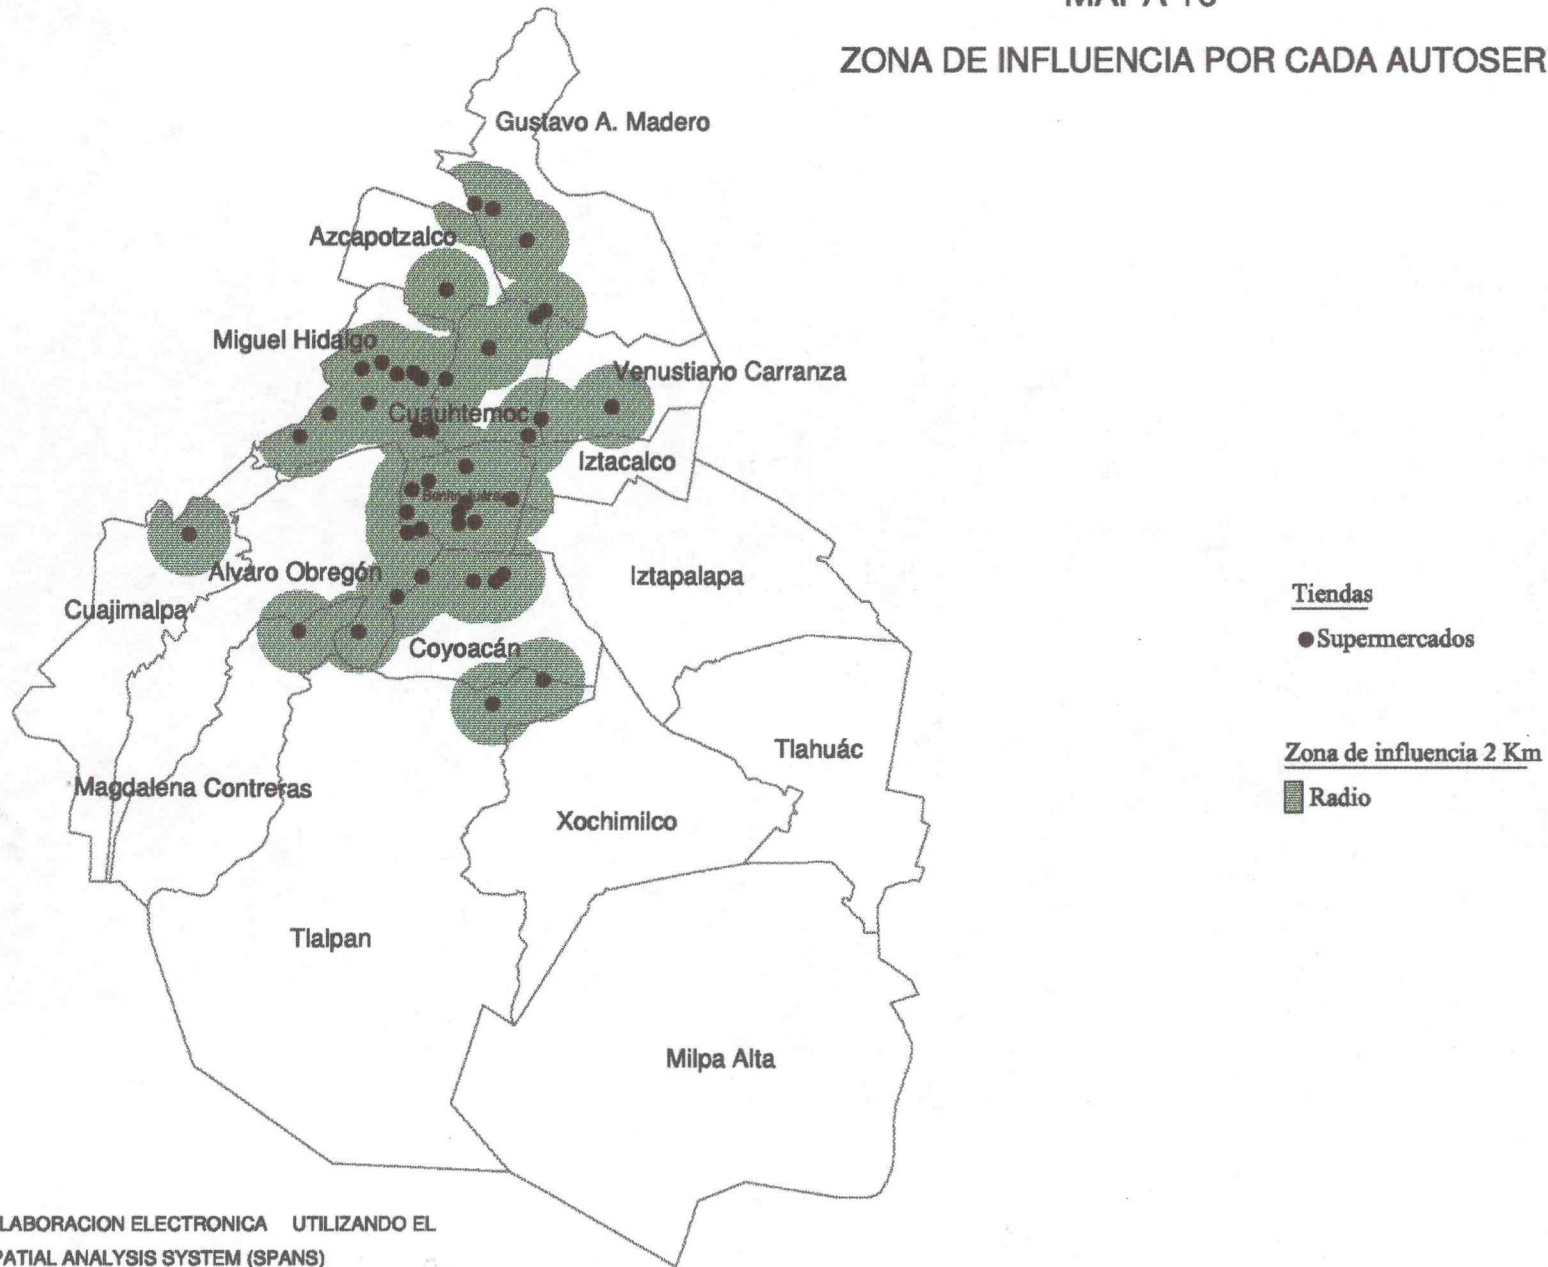 ZONA DE INFLUENCIA POR CADA AUTOSER
Gustavo A. Madero
Azcapotzalco
Miguel Hidalgo
Venustiano Carranza
Cuauhtemoc
Iztacalco
Alvaro Obregón
Iztapalapa
Cuajimalpa
Coyoacán
Tiendas
Supermercados
Tlahuác
Zona de influencia 2 Km
Radio
Magdalena Contreras
Xochimilco
Tlalpan
Milpa Alta
LABORACION ELECTRONICA UTILIZANDO EL
PATIAL ANALYSIS SYSTEM (SPANS)